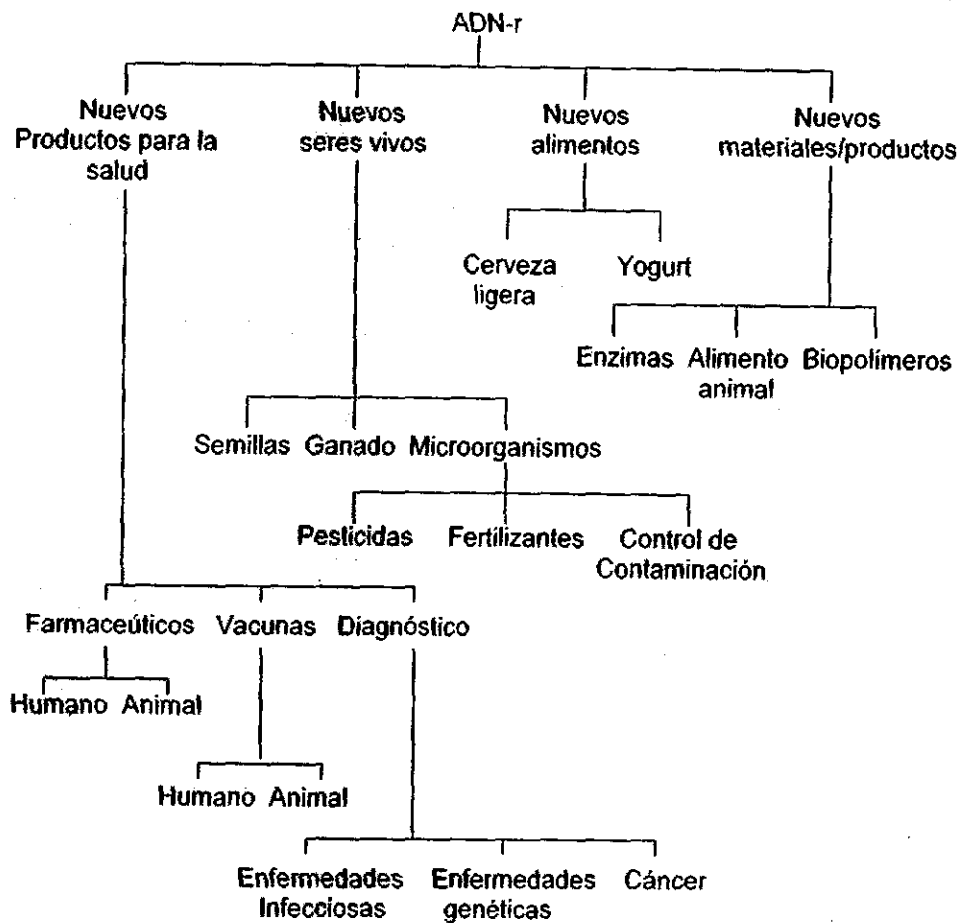 ADN-r
Nuevos
Productos para la
salud
Nuevos
seres vivos
Nuevos
alimentos
Nuevos
materiales/productos
Cerveza
ligera
Yogurt
Enzimas Alimento Biopolímeros
animal
Semillas Ganado Microorganismos
Pesticidas Fertilizantes Control de
Contaminación
Farmaceúticos Vacunas Diagnóstico
Humano Animal
Humano Animal
Enfermedades
Infecciosas
Enfermedades
genéticas
Cáncer